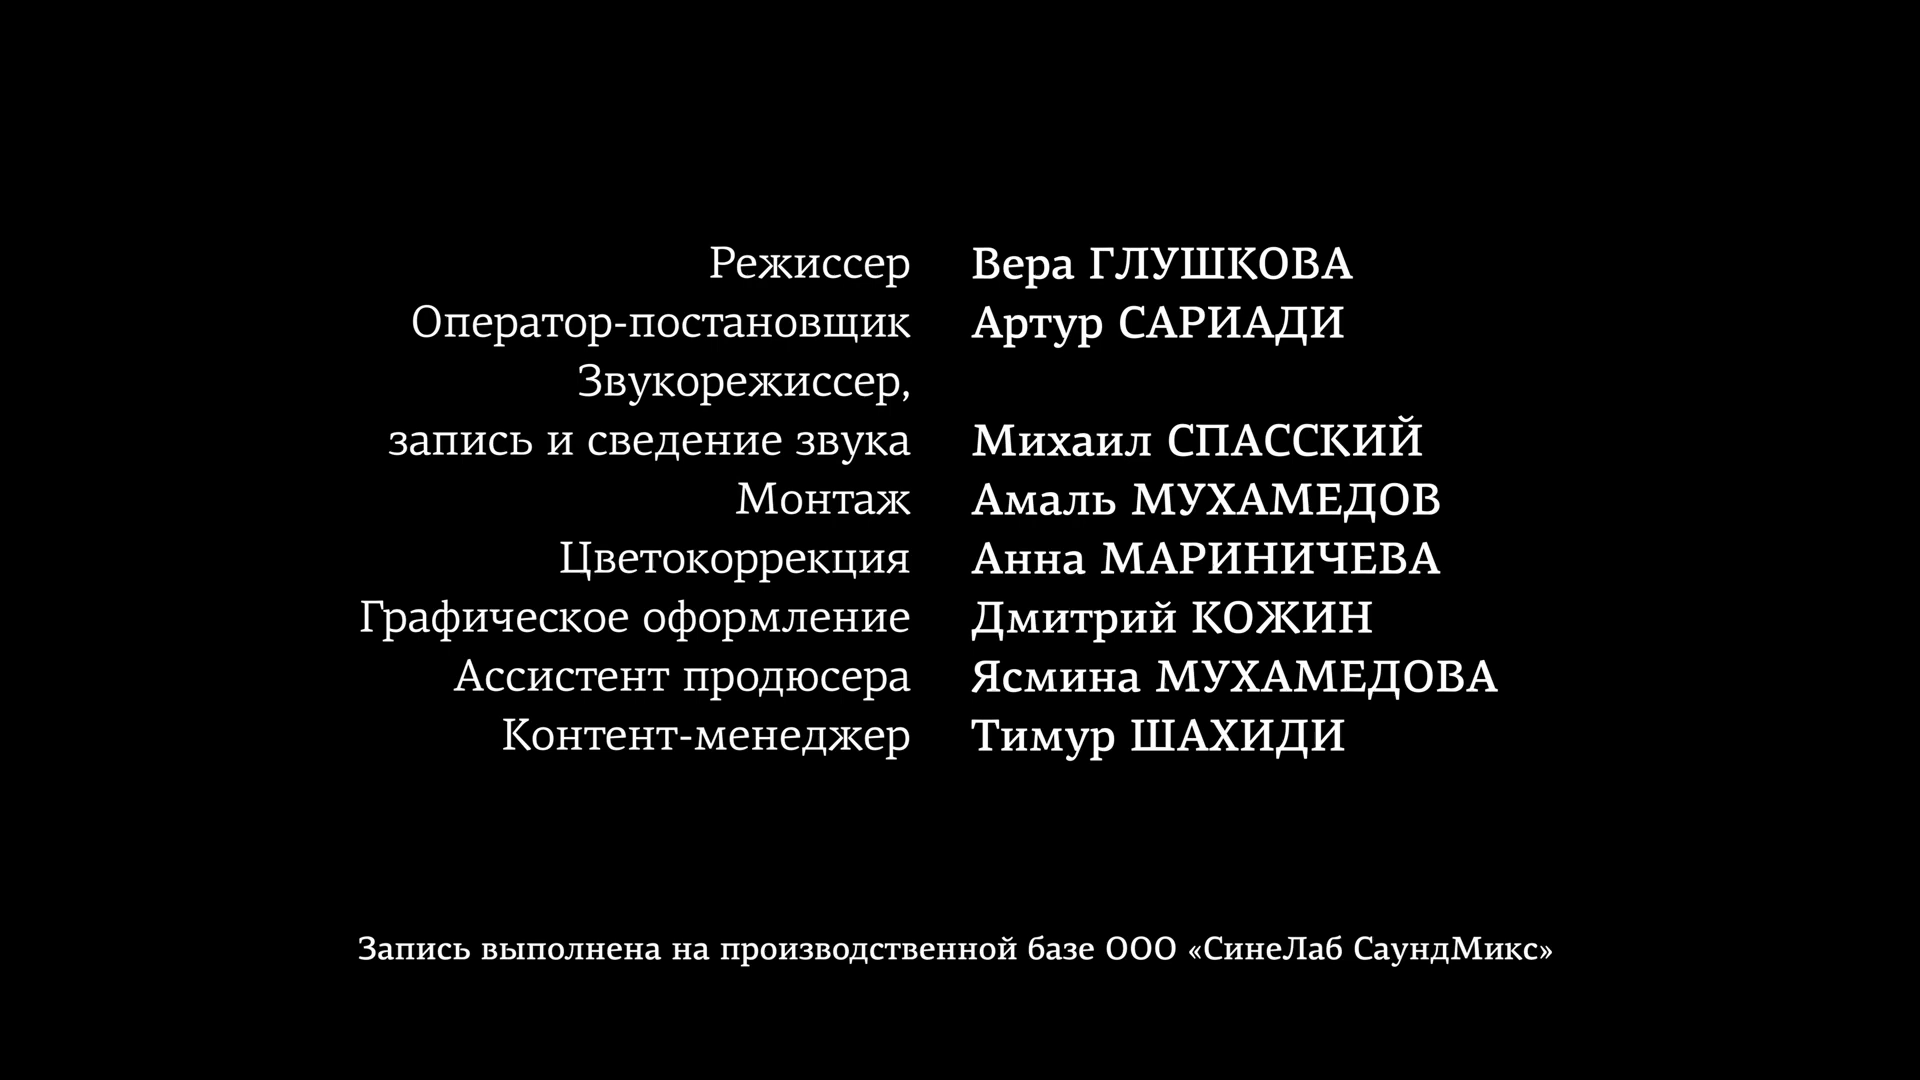 Режиссер Вера ГЛУШКОВА
Оператор-постановщик Артур САРИАДИ
Звукорежиссер,
запись и сведение звука Михаил СПАССКИЙ
Монтаж Амаль МУХАМЕДОВ
Цветокоррекция Анна МАРИНИЧЕВА
Графическое оформление Дмитрий КОЖИН
Ассистент продюсера Ясмина МУХАМЕДОВА
Контент-менеджер Тимур ШАХИДИ
Запись выполнена на производственной базе ООО «СинеЛаб СаундМикс»